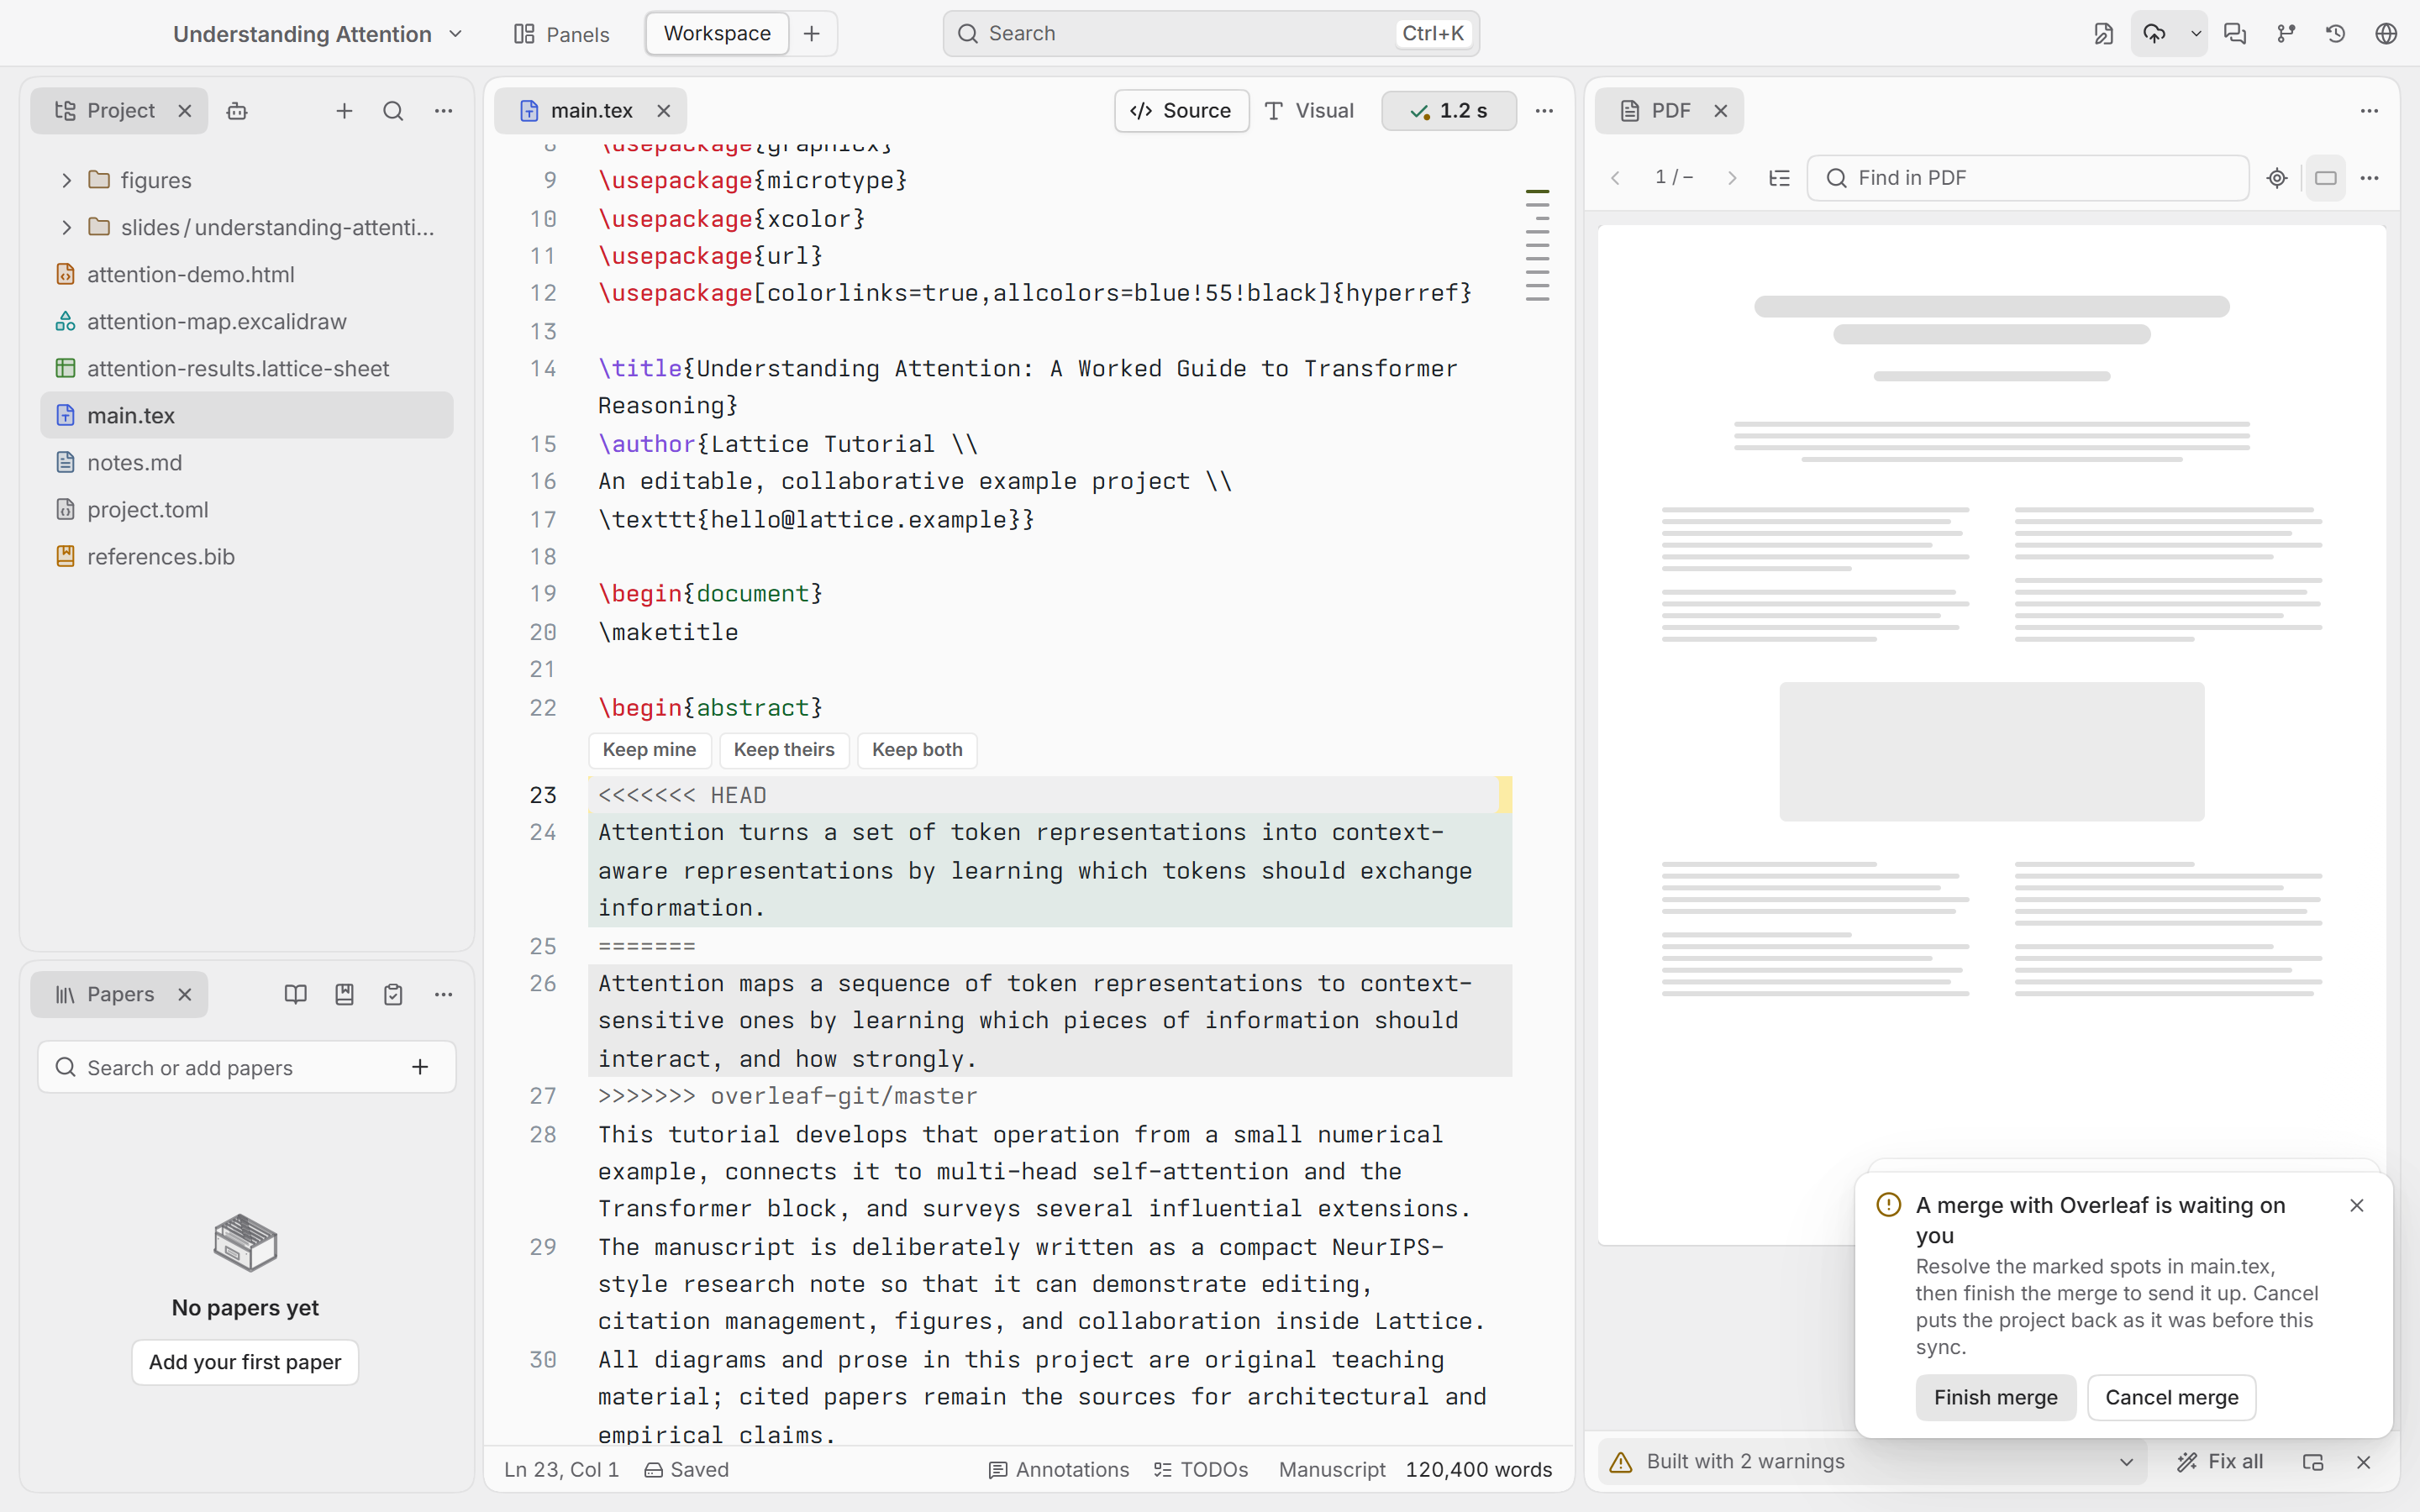 Understanding Attention
Panels
Workspace
Search
Ctrl+K
Project
figures
slides/understanding-attenti...
attention-demo.html
attention-map.excalidraw
attention-results.lattice-sheet
main.tex
notes.md
project.toml
references.bib
Papers
Search or add papers
No papers yet
Add your first paper
main.tex
Source
Visual
1.2 s
8 \usepackage{graphicx}
9 \usepackage{microtype}
10 \usepackage{xcolor}
11 \usepackage{url}
12 \usepackage[colorlinks=true,allcolors=blue!55!black]{hyperref}
13
14 \title{Understanding Attention: A Worked Guide to Transformer
Reasoning}
15 \author{Lattice Tutorial \\
16 An editable, collaborative example project \\
17 \texttt{hello@lattice.example}}
18
19 \begin{document}
20 \maketitle
21
22 \begin{abstract}
Keep mine
Keep theirs
Keep both
23 <<<<<<< HEAD
24 Attention turns a set of token representations into context-
aware representations by learning which tokens should exchange
information.
25 =======
26 Attention maps a sequence of token representations to context-
sensitive ones by learning which pieces of information should
interact, and how strongly.
27 >>>>>>> overleaf-git/master
28 This tutorial develops that operation from a small numerical
example, connects it to multi-head self-attention and the
Transformer block, and surveys several influential extensions.
29 The manuscript is deliberately written as a compact NeurIPS-
style research note so that it can demonstrate editing,
citation management, figures, and collaboration inside Lattice.
30 All diagrams and prose in this project are original teaching
material; cited papers remain the sources for architectural and
empirical claims.
Ln 23, Col 1
Saved
Annotations
TODOs
Manuscript
120,400 words
PDF
1 / –
Find in PDF
A merge with Overleaf is waiting on
you
Resolve the marked spots in main.tex,
then finish the merge to send it up. Cancel
puts the project back as it was before this
sync.
Finish merge
Cancel merge
Built with 2 warnings
Fix all